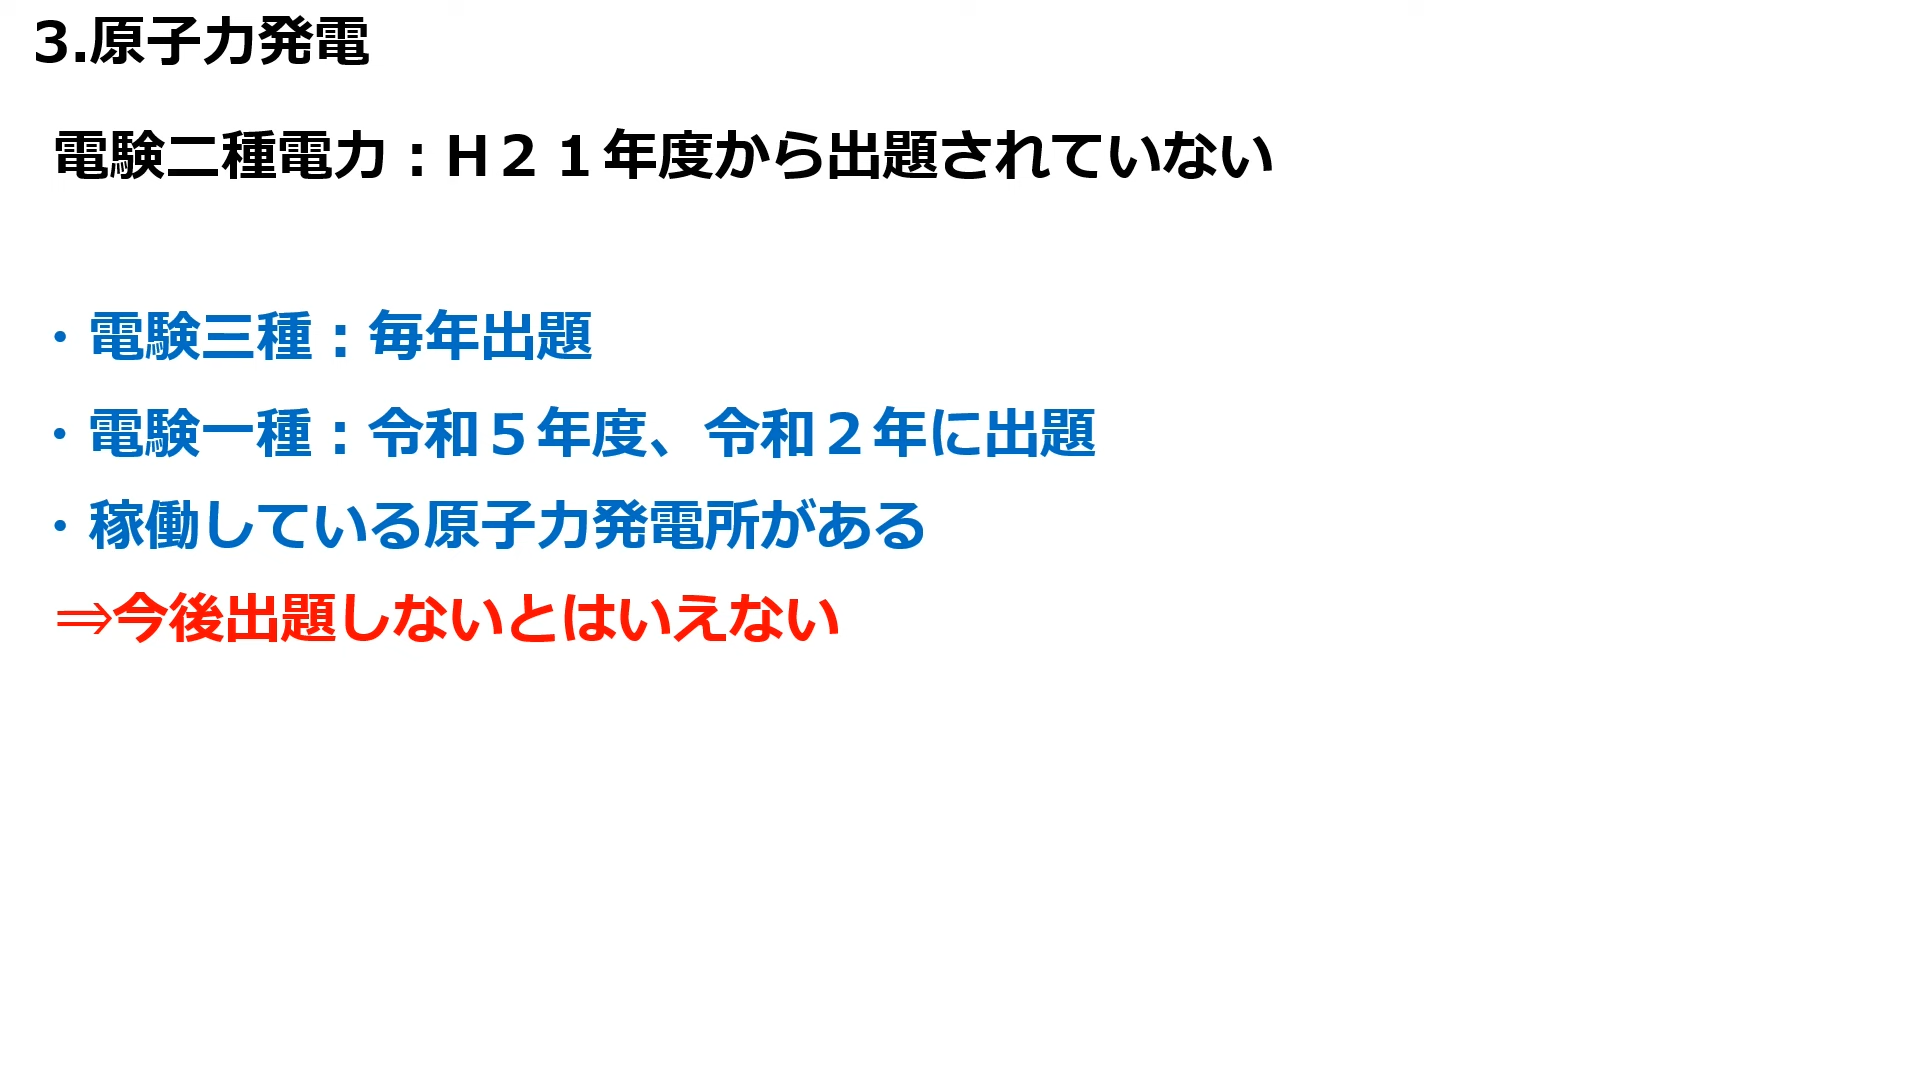 3.原子力発電
電験二種電力：H２１年度から出題されていない
・電験三種：毎年出題
・電験一種：令和５年度、令和２年に出題
・稼働している原子力発電所がある
⇒今後出題しないとはいえない